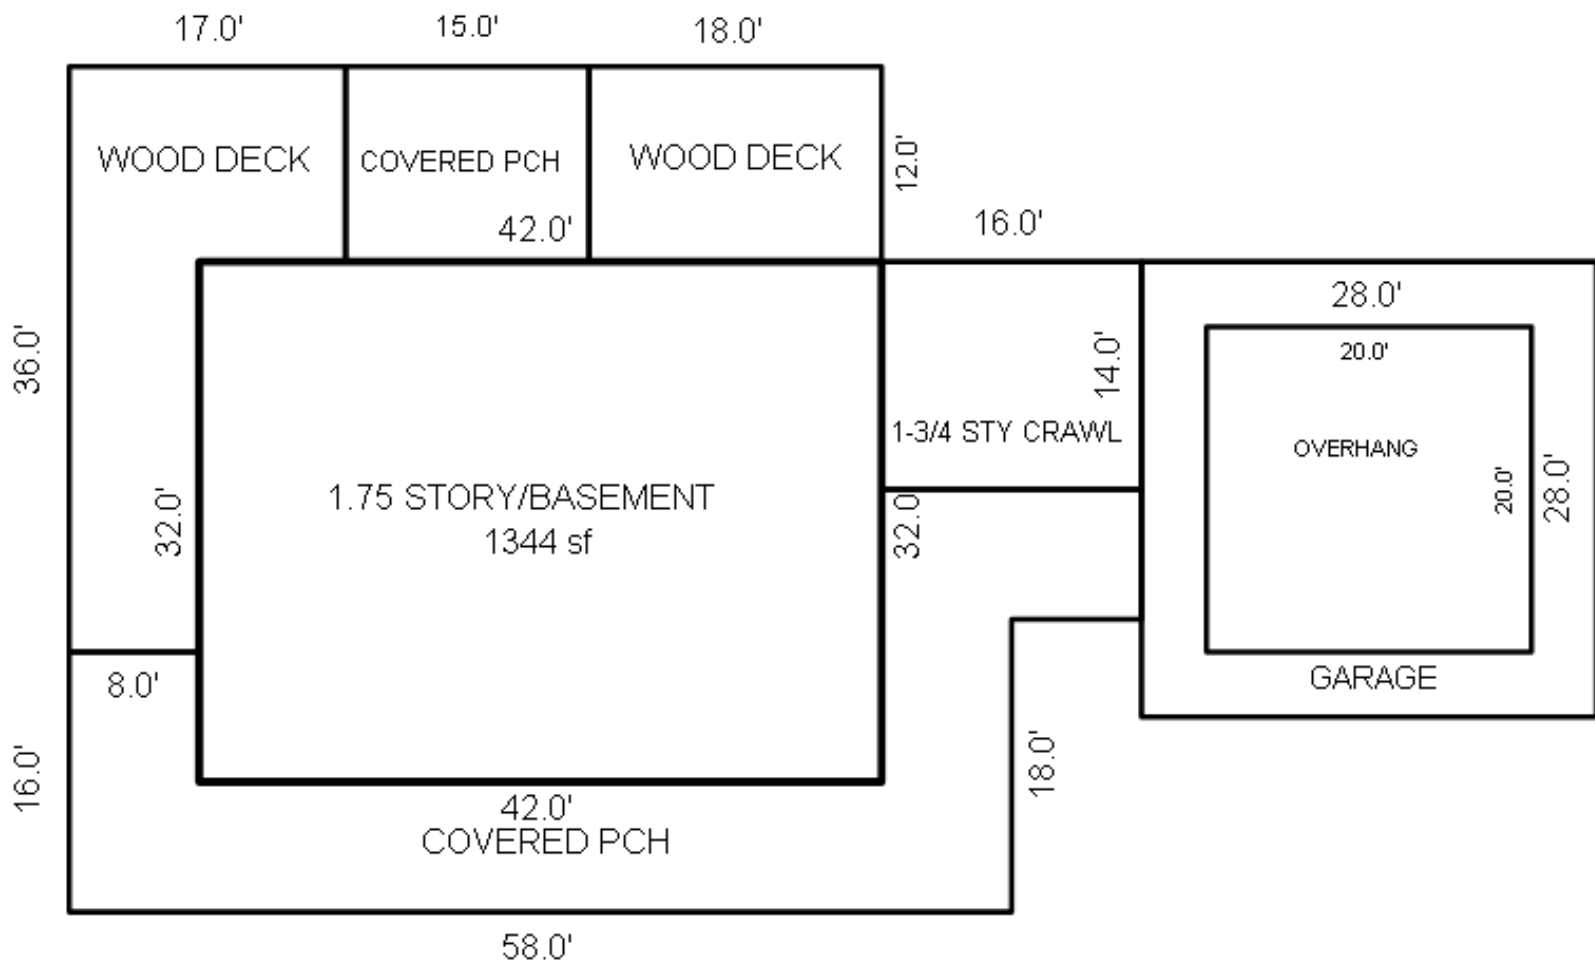 17.0'
15.0'
18.0'
WOOD DECK
COVERED PCH
WOOD DECK
12.0'
42.0'
16.0'
28.0'
36.0'
14.0'
20.0'
1-3/4 STY CRAWL
OVERHANG
32.0'
1.75 STORY/BASEMENT
1344 sf
32.0
20.0'
28.0'
8.0'
GARAGE
16.0'
18.0'
42.0'
COVERED PCH
58.0'